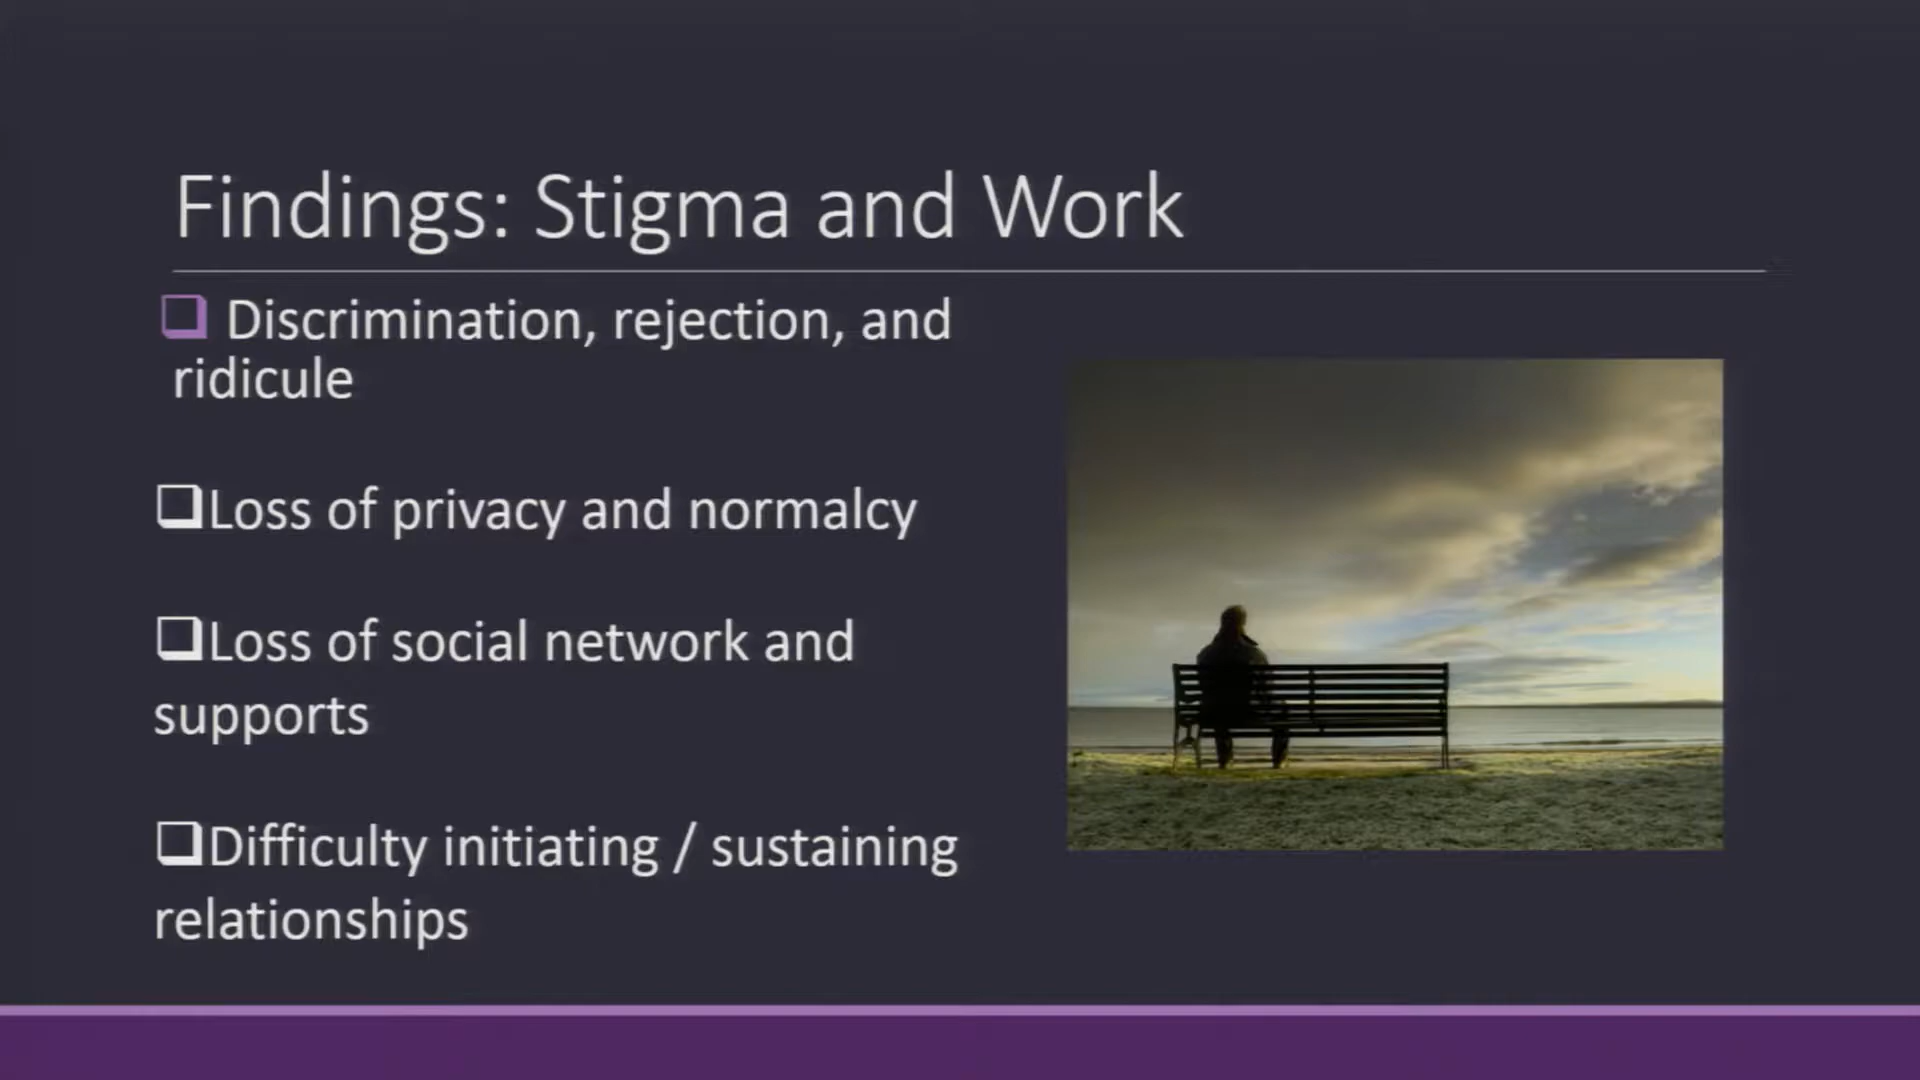 Findings: Stigma and Work
❑ Discrimination, rejection, and
ridicule
❑Loss of privacy and normalcy
❑Loss of social network and
supports
❑Difficulty initiating / sustaining
relationships